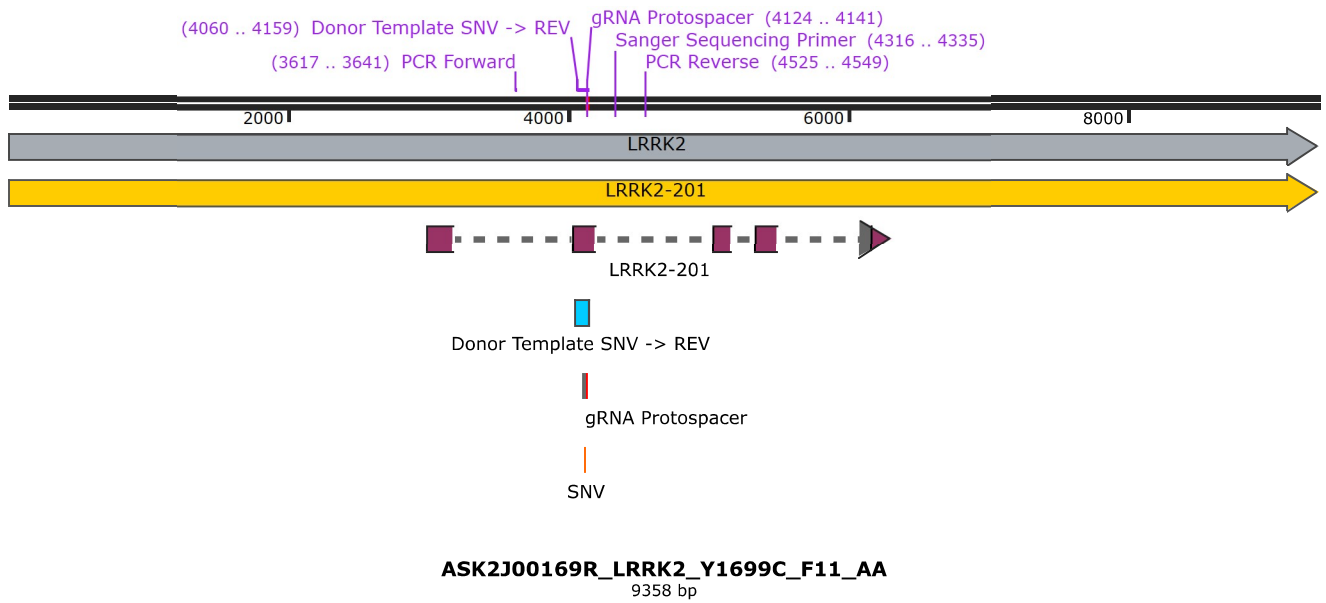 gRNA Protospacer (4124 .. 4141)
(4060 .. 4159) Donor Template SNV -> REV
Sanger Sequencing Primer (4316 .. 4335)
(3617 .. 3641) PCR Forward
PCR Reverse (4525 .. 4549)
2000 4000 6000 8000
LRRK2
LRRK2-201
LRRK2-201
Donor Template SNV -> REV
gRNA Protospacer
SNV
ASK2J00169R_LRRK2_Y1699C_F11_AA
9358 bp